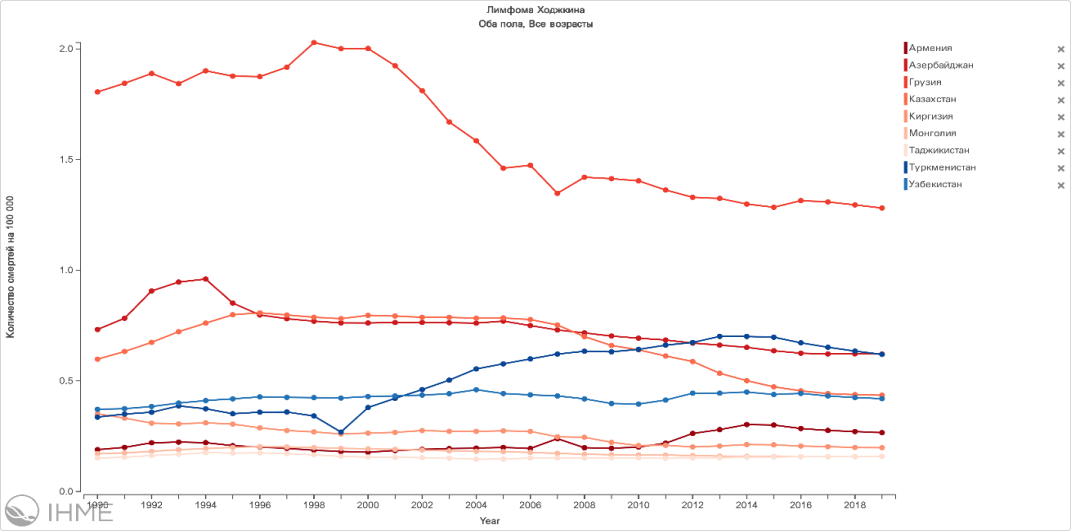 Лимфома Ходжкина
Оба пола, Все возрасты
Количество смертей на 100 000
2.0
1.5
1.0
0.5
0.0
1990 1992 1994 1996 1998 2000 2002 2004 2006 2008 2010 2012 2014 2016 2018
Year
Армения
Азербайджан
Грузия
Казахстан
Киргизия
Монголия
Таджикистан
Туркменистан
Узбекистан
IHME